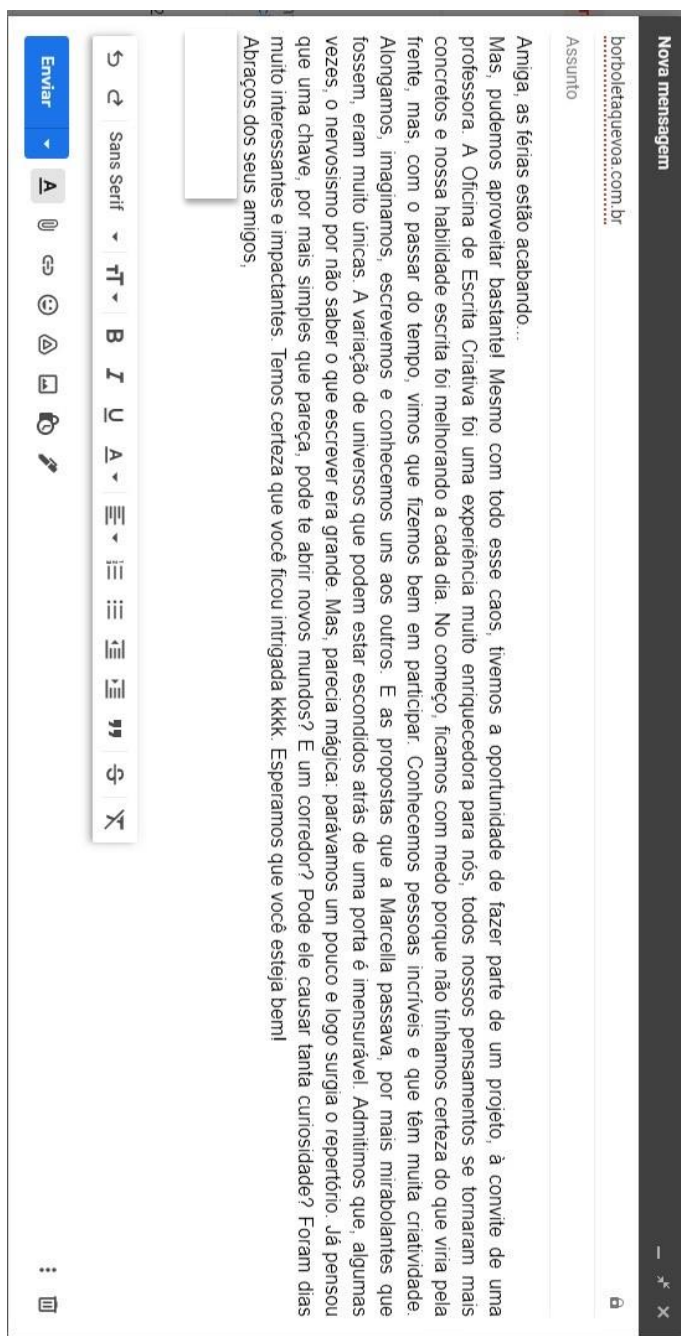 Nova mensagem
borboletaquevoa.com.br
Assunto
Amiga, as férias estão acabando...
Mas, pudemos aproveitar bastante! Mesmo com todo esse caos, tivemos a oportunidade de fazer parte de um projeto, à convite de uma
professora. A Oficina de Escrita Criativa foi uma experiência muito enriquecedora para nós, todos nossos pensamentos se tornaram mais
concretos e nossa habilidade escrita foi melhorando a cada dia. No começo, ficamos com medo porque não tínhamos certeza do que viria pela
frente, mas, com o passar do tempo, vimos que fizemos bem em participar. Conhecemos pessoas incríveis e que têm muita criatividade.
Alongamos, imaginamos, escrevemos e conhecemos uns aos outros. E as propostas que a Marcella passava, por mais mirabolantes que
fossem, eram muito únicas. A variação de universos que podem estar escondidos atrás de uma porta é imensurável. Admitimos que, algumas
vezes, o nervosismo por não saber o que escrever era grande. Mas, parecia mágica: parávamos um pouco e logo surgia o repertório. Já pensou
que uma chave, por mais simples que pareça, pode te abrir novos mundos? E um corredor? Pode ele causar tanta curiosidade? Foram dias
muito interessantes e impactantes. Temos certeza que você ficou intrigada kkkk. Esperamos que você esteja bem!
Abraços dos seus amigos,
Sans Serif
Enviar